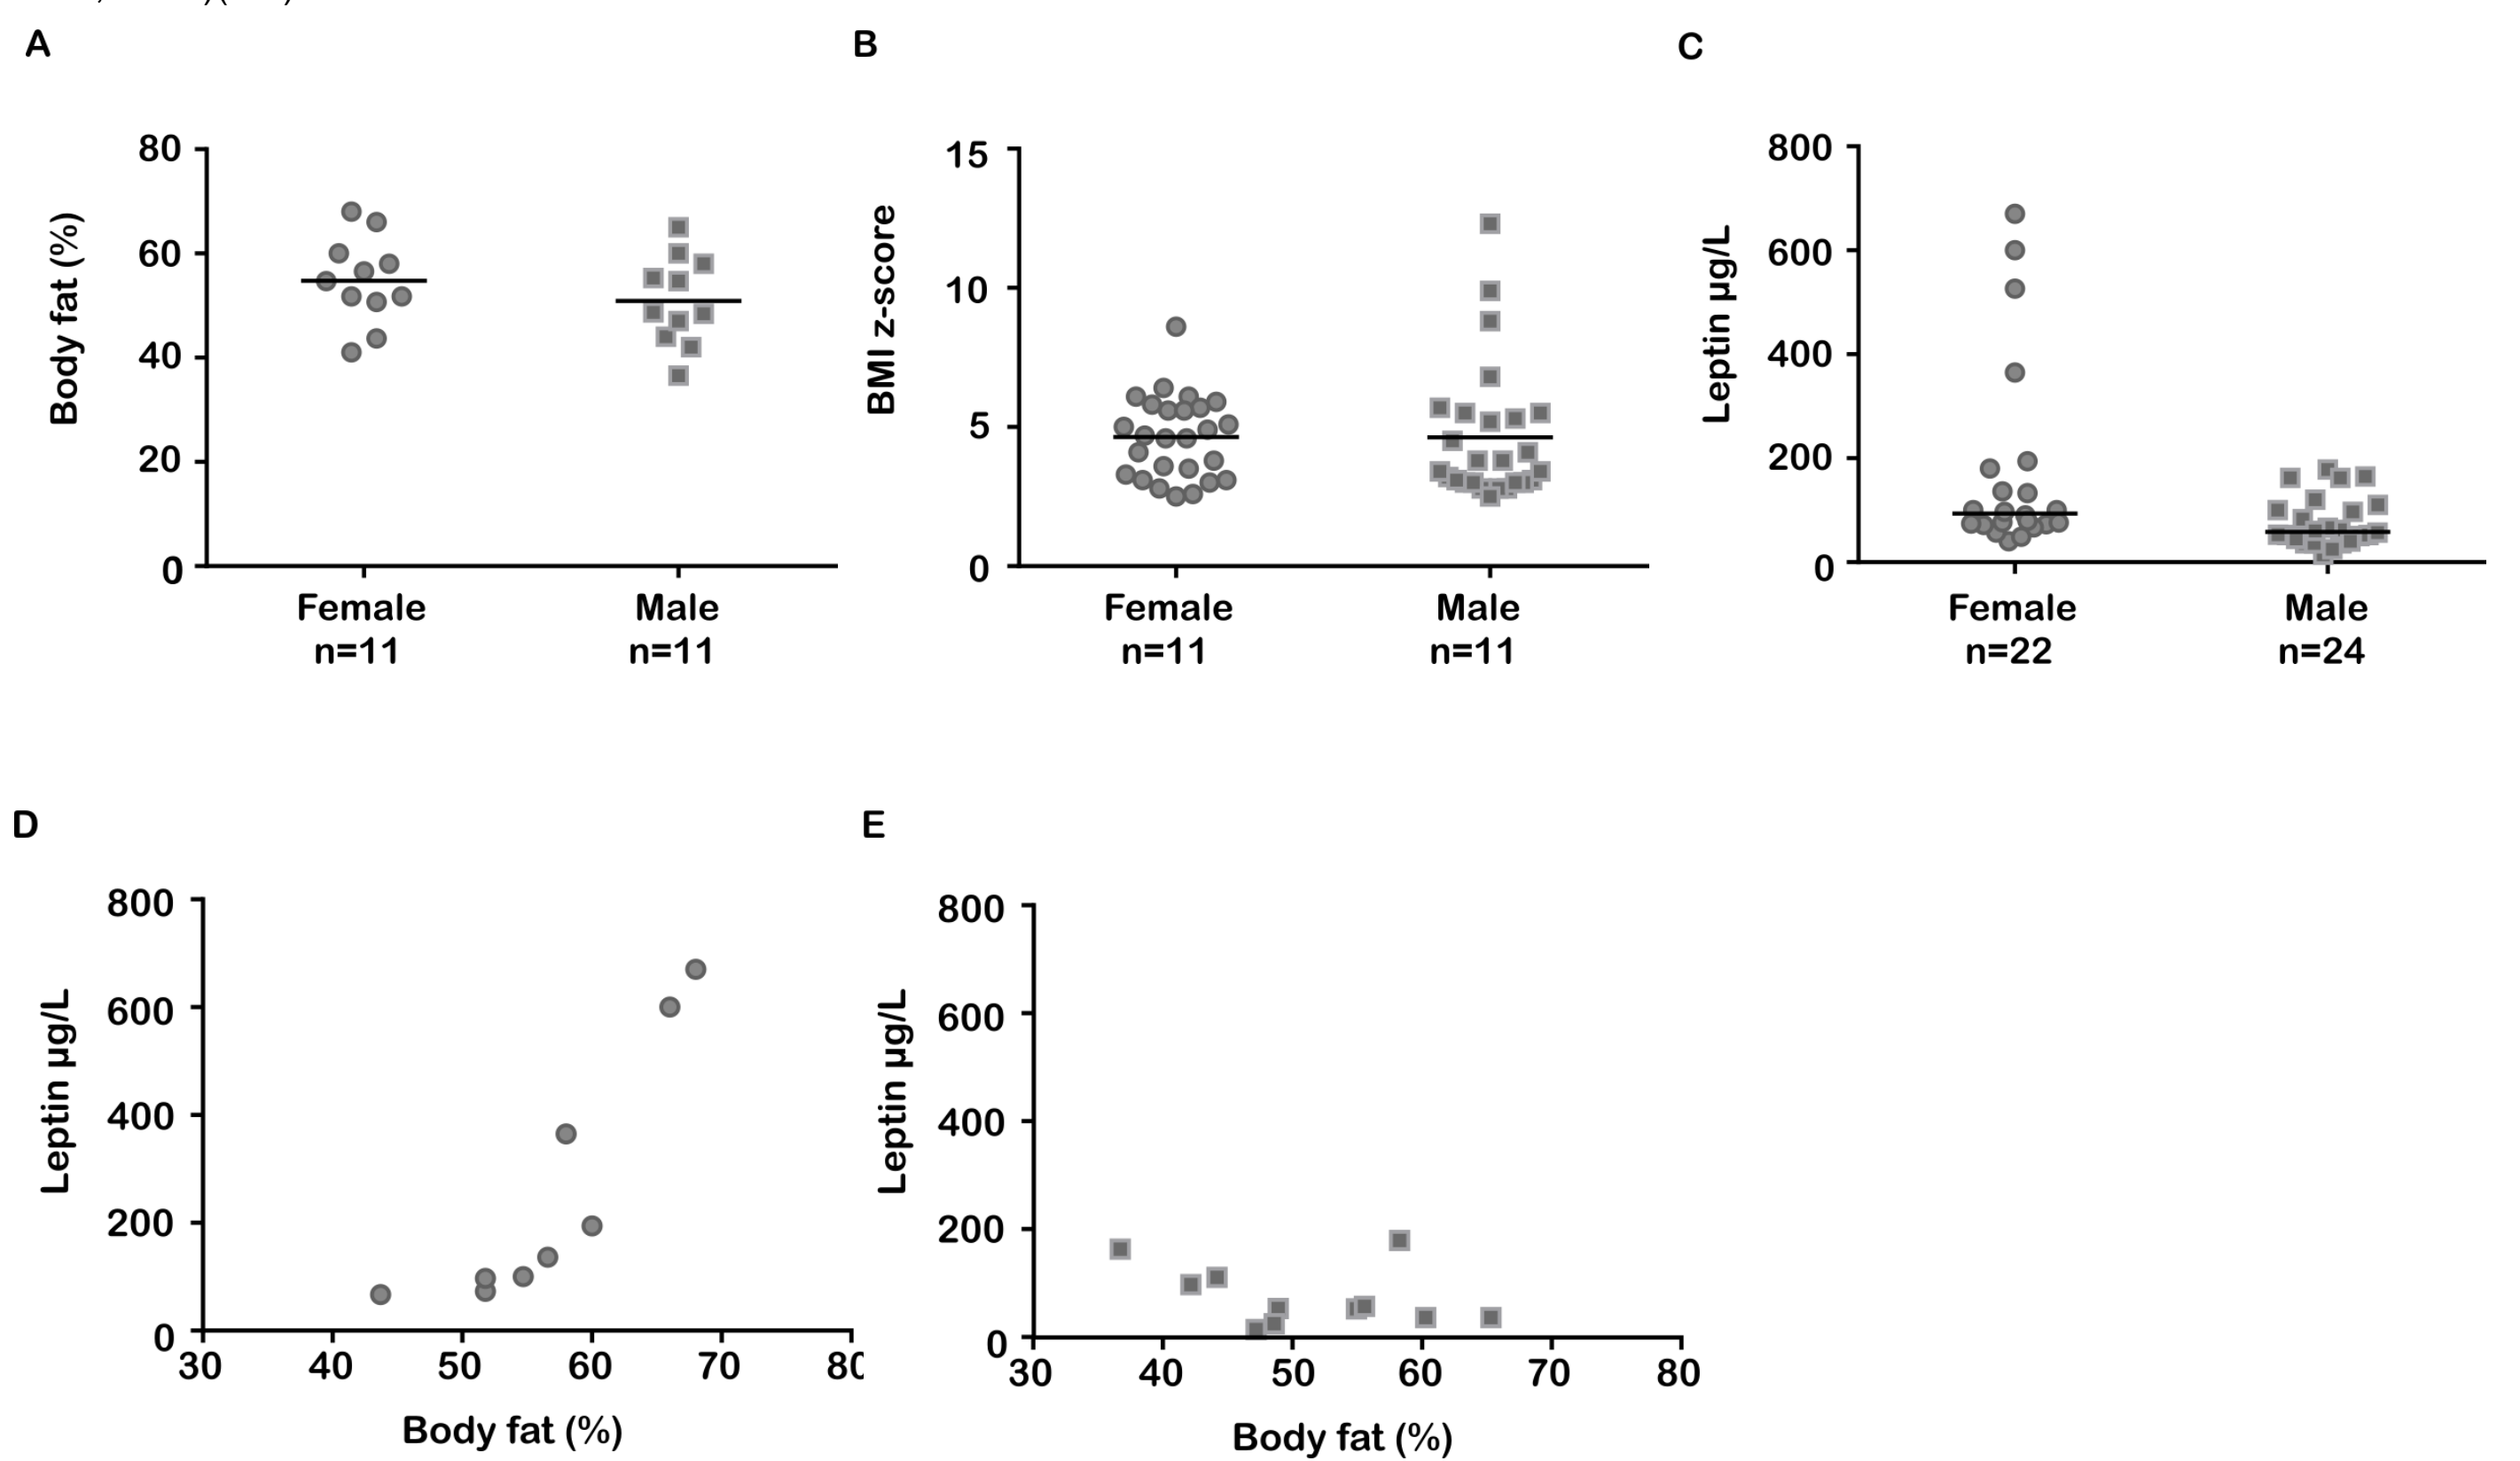 A
B
C
80
60
40
20
0
Body fat (%)
Female
n=11
Male
n=11
15
10
5
0
BMI z-score
Female
n=11
Male
n=11
800
600
400
200
0
Leptin µg/L
Female
n=22
Male
n=24
D
E
800
600
400
200
0
Leptin µg/L
30 40 50 60 70 80
Body fat (%)
800
600
400
200
0
Leptin µg/L
30 40 50 60 70 80
Body fat (%)